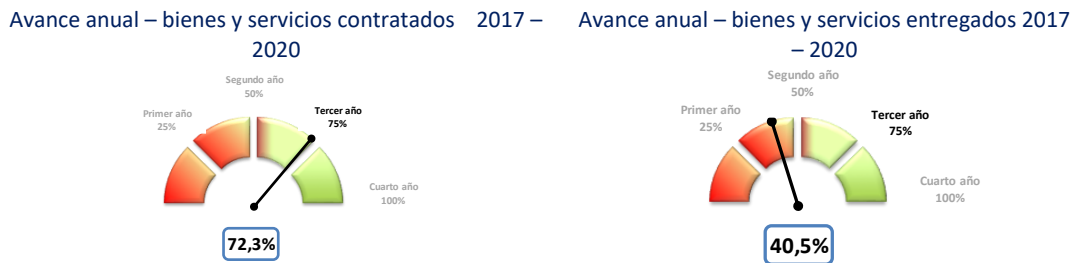 Avance anual – bienes y servicios contratados 2017 –
2020
Segundo año
50%
Primer año
25%
Tercer año
75%
Cuarto año
100%
72,3%
Avance anual – bienes y servicios entregados 2017
– 2020
Segundo año
50%
Primer año
25%
Tercer año
75%
Cuarto año
100%
40,5%